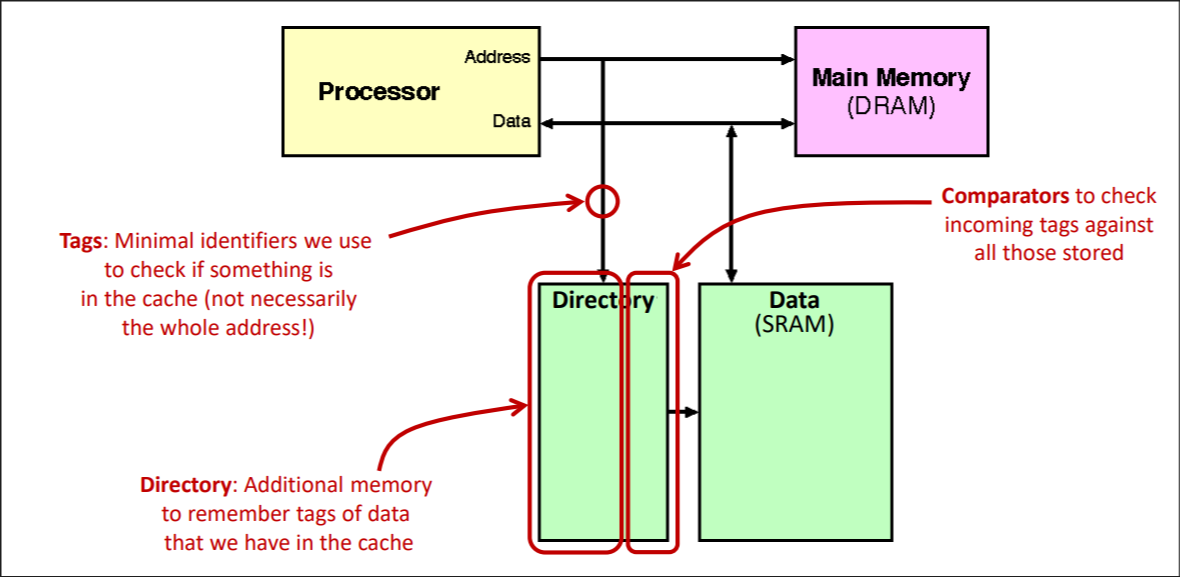 Address
Processor
Data
Main Memory
(DRAM)
Tags: Minimal identifiers we use
to check if something is
in the cache (not necessarily
the whole address!)
Comparators to check
incoming tags against
all those stored
Directory
Data
(SRAM)
Directory: Additional memory
to remember tags of data
that we have in the cache